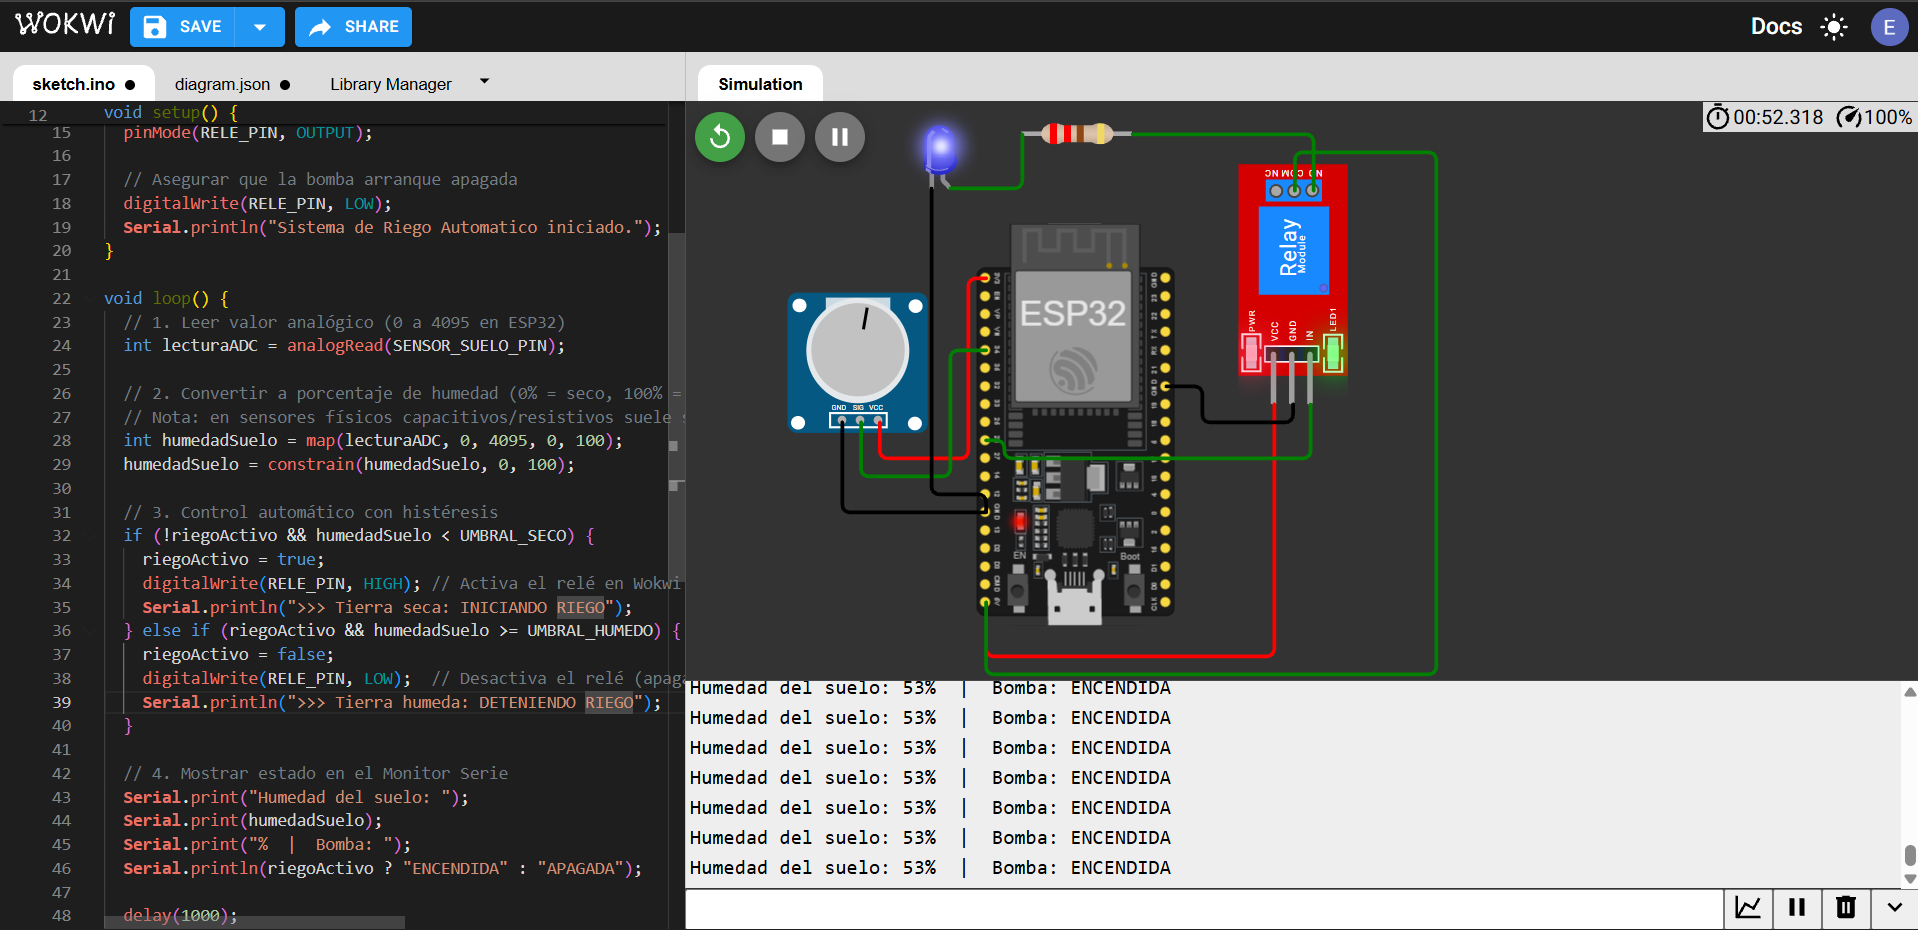 WOKWI SAVE SHARE Docs E
sketch.ino ● diagram.json ● Library Manager
Simulation
00:52.318 100%
12 void setup() {
15 pinMode(RELE_PIN, OUTPUT);
16
17 // Asegurar que la bomba arranque apagada
18 digitalWrite(RELE_PIN, LOW);
19 Serial.println("Sistema de Riego Automatico iniciado.");
20 }
21
22 void loop() {
23 // 1. Leer valor analógico (0 a 4095 en ESP32)
24 int lecturaADC = analogRead(SENSOR_SUELO_PIN);
25
26 // 2. Convertir a porcentaje de humedad (0% = seco, 100% =
27 // Nota: en sensores físicos capacitivos/resistivos suele s
28 int humedadSuelo = map(lecturaADC, 0, 4095, 0, 100);
29 humedadSuelo = constrain(humedadSuelo, 0, 100);
30
31 // 3. Control automático con histéresis
32 if (!riegoActivo && humedadSuelo < UMBRAL_SECO) {
33 riegoActivo = true;
34 digitalWrite(RELE_PIN, HIGH); // Activa el relé en Wokwi
35 Serial.println(">>> Tierra seca: INICIANDO RIEGO");
36 } else if (riegoActivo && humedadSuelo >= UMBRAL_HUMEDO) {
37 riegoActivo = false;
38 digitalWrite(RELE_PIN, LOW);  // Desactiva el relé (apaga
39 Serial.println(">>> Tierra humeda: DETENIENDO RIEGO");
40 }
41
42 // 4. Mostrar estado en el Monitor Serie
43 Serial.print("Humedad del suelo: ");
44 Serial.print(humedadSuelo);
45 Serial.print("%  |  Bomba: ");
46 Serial.println(riegoActivo ? "ENCENDIDA" : "APAGADA");
47
48 delay(1000);
NO COM NC
Relay
Module
PWR
VCC
GND
IN
LED1
ESP32
EN
Boot
GND SIG VCC
Humedad del suelo: 53%  |  Bomba: ENCENDIDA
Humedad del suelo: 53%  |  Bomba: ENCENDIDA
Humedad del suelo: 53%  |  Bomba: ENCENDIDA
Humedad del suelo: 53%  |  Bomba: ENCENDIDA
Humedad del suelo: 53%  |  Bomba: ENCENDIDA
Humedad del suelo: 53%  |  Bomba: ENCENDIDA
Humedad del suelo: 53%  |  Bomba: ENCENDIDA